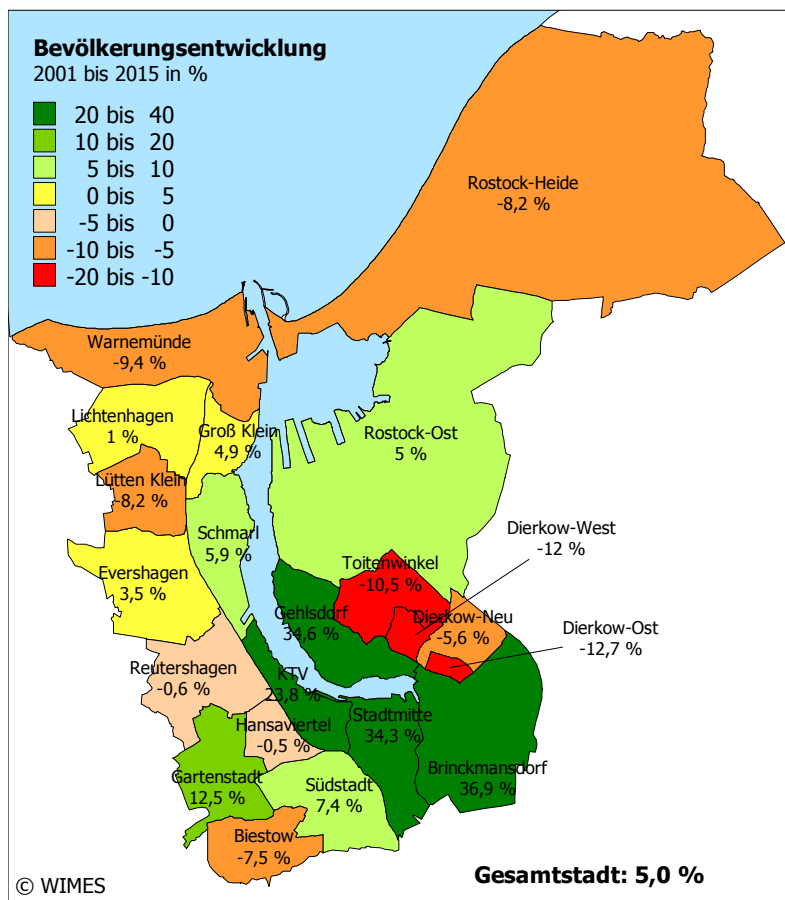 Bevölkerungsentwicklung
2001 bis 2015 in %
20 bis 40
10 bis 20
5 bis 10
0 bis 5
-5 bis 0
-10 bis -5
-20 bis -10
Rostock-Heide
-8,2 %
Warnemünde
-9,4 %
Lichtenhagen
1 %
Groß Klein
4,9 %
Rostock-Ost
5 %
Lütten Klein
-8,2 %
Schmarl
5,9 %
Dierkow-West
-12 %
Toitenwinkel
-10,5 %
Evershagen
3,5 %
Gehlsdorf
34,6 %
Dierkow-Neu
-5,6 %
Dierkow-Ost
-12,7 %
Reutershagen
-0,6 %
KTV
23,8 %
Hansaviertel
-0,5 %
Stadtmitte
34,3 %
Brinckmansdorf
36,9 %
Gartenstadt
12,5 %
Südstadt
7,4 %
Biestow
-7,5 %
Gesamtstadt: 5,0 %
© WIMES